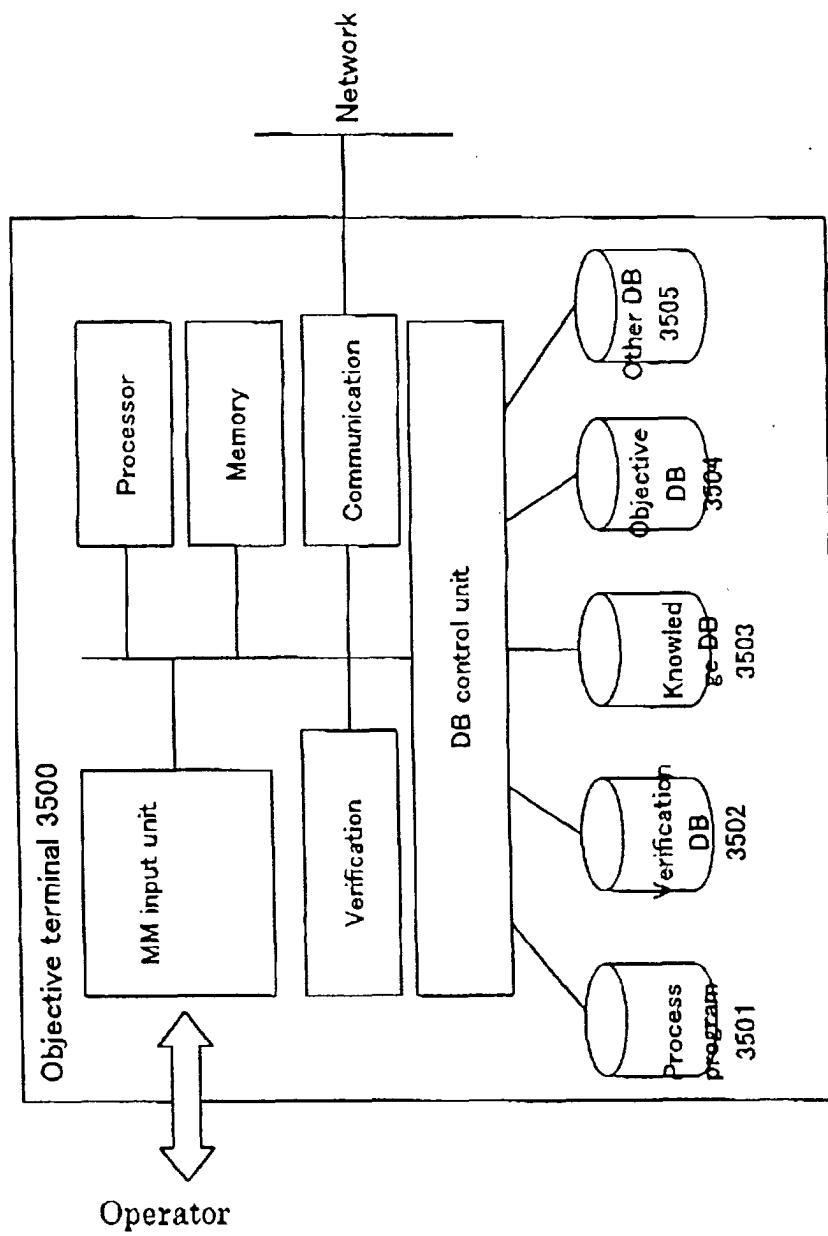 Objective terminal 3500
Operator
MM input unit
Processor
Memory
Verification
Communication
Network
DB control unit
Process
program
3501
Verification
DB
3502
Knowled
ge DB
3503
Objective
DB
3504
Other DB
3505